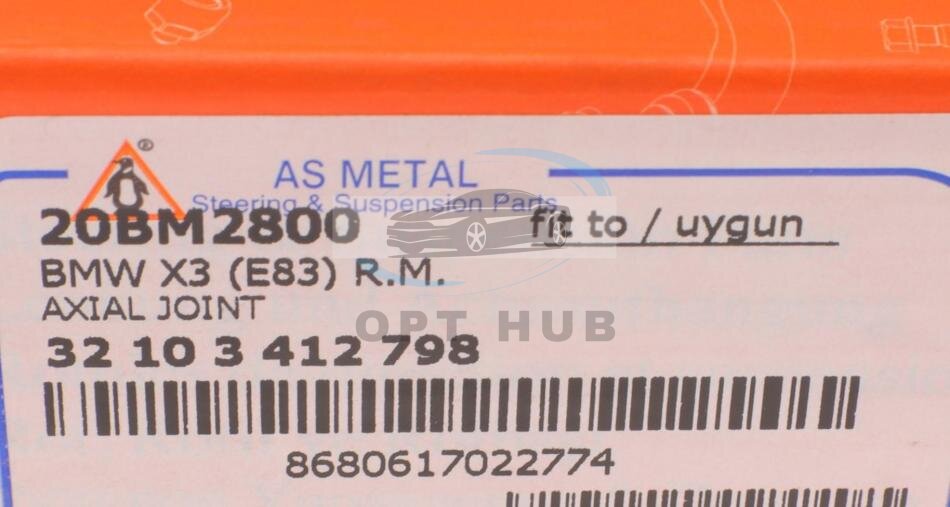 ®
AS METAL
Steering & Suspension Parts
20BM2800 fit to / uygun
BMW X3 (E83) R.M.
AXIAL JOINT
OPT HUB
32 10 3 412 798
8680617022774